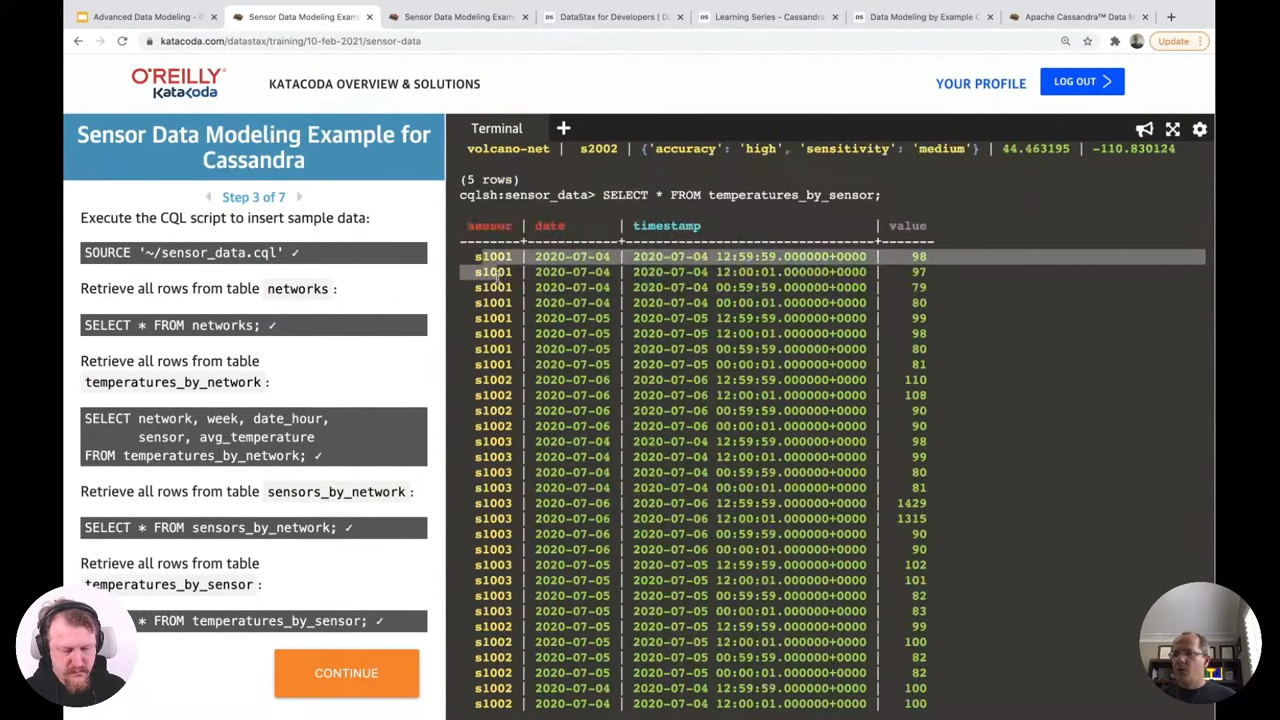 Advanced Data Modeling -
Sensor Data Modeling Exam
Sensor Data Modeling Exam
DataStax for Developers | D
Learning Series - Cassandra
Data Modeling by Example C
Apache Cassandra™ Data M
katacoda.com/datastax/training/10-feb-2021/sensor-data
Update
O'REILLY
KATACODA
KATACODA OVERVIEW & SOLUTIONS
YOUR PROFILE
LOG OUT
Sensor Data Modeling Example for
Cassandra
Step 3 of 7
Execute the CQL script to insert sample data:
SOURCE '~/sensor_data.cql' ✓
Retrieve all rows from table networks :
SELECT * FROM networks; ✓
Retrieve all rows from table
temperatures_by_network :
SELECT network, week, date_hour,
sensor, avg_temperature
FROM temperatures_by_network; ✓
Retrieve all rows from table sensors_by_network :
SELECT * FROM sensors_by_network; ✓
Retrieve all rows from table
temperatures_by_sensor :
* FROM temperatures_by_sensor; ✓
CONTINUE
Terminal
volcano-net | s2002 | {'accuracy': 'high', 'sensitivity': 'medium'} | 44.463195 | -110.830124
(5 rows)
cqlsh:sensor_data> SELECT * FROM temperatures_by_sensor;
sensor | date | timestamp | value
--------+------------+---------------------------------+-------
s1001 | 2020-07-04 | 2020-07-04 12:59:59.000000+0000 | 98
s1001 | 2020-07-04 | 2020-07-04 12:00:01.000000+0000 | 97
s1001 | 2020-07-04 | 2020-07-04 00:59:59.000000+0000 | 79
s1001 | 2020-07-04 | 2020-07-04 00:00:01.000000+0000 | 80
s1001 | 2020-07-05 | 2020-07-05 12:59:59.000000+0000 | 99
s1001 | 2020-07-05 | 2020-07-05 12:00:01.000000+0000 | 98
s1001 | 2020-07-05 | 2020-07-05 00:59:59.000000+0000 | 80
s1001 | 2020-07-05 | 2020-07-05 00:00:01.000000+0000 | 81
s1002 | 2020-07-06 | 2020-07-06 12:59:59.000000+0000 | 110
s1002 | 2020-07-06 | 2020-07-06 12:00:01.000000+0000 | 108
s1002 | 2020-07-06 | 2020-07-06 00:59:59.000000+0000 | 90
s1002 | 2020-07-06 | 2020-07-06 00:00:01.000000+0000 | 90
s1003 | 2020-07-04 | 2020-07-04 12:59:59.000000+0000 | 98
s1003 | 2020-07-04 | 2020-07-04 12:00:01.000000+0000 | 99
s1003 | 2020-07-04 | 2020-07-04 00:59:59.000000+0000 | 80
s1003 | 2020-07-04 | 2020-07-04 00:00:01.000000+0000 | 81
s1003 | 2020-07-06 | 2020-07-06 12:59:59.000000+0000 | 1429
s1003 | 2020-07-06 | 2020-07-06 12:00:01.000000+0000 | 1315
s1003 | 2020-07-06 | 2020-07-06 00:59:59.000000+0000 | 90
s1003 | 2020-07-06 | 2020-07-06 00:00:01.000000+0000 | 90
s1003 | 2020-07-05 | 2020-07-05 12:59:59.000000+0000 | 102
s1003 | 2020-07-05 | 2020-07-05 12:00:01.000000+0000 | 101
s1003 | 2020-07-05 | 2020-07-05 00:59:59.000000+0000 | 82
s1003 | 2020-07-05 | 2020-07-05 00:00:01.000000+0000 | 83
s1002 | 2020-07-05 | 2020-07-05 12:59:59.000000+0000 | 99
s1002 | 2020-07-05 | 2020-07-05 12:00:01.000000+0000 | 100
s1002 | 2020-07-05 | 2020-07-05 00:59:59.000000+0000 | 82
s1002 | 2020-07-05 | 2020-07-05 00:00:01.000000+0000 | 82
s1002 | 2020-07-04 | 2020-07-04 12:59:59.000000+0000 | 100
s1002 | 2020-07-04 | 2020-07-04 12:00:01.000000+0000 | 100